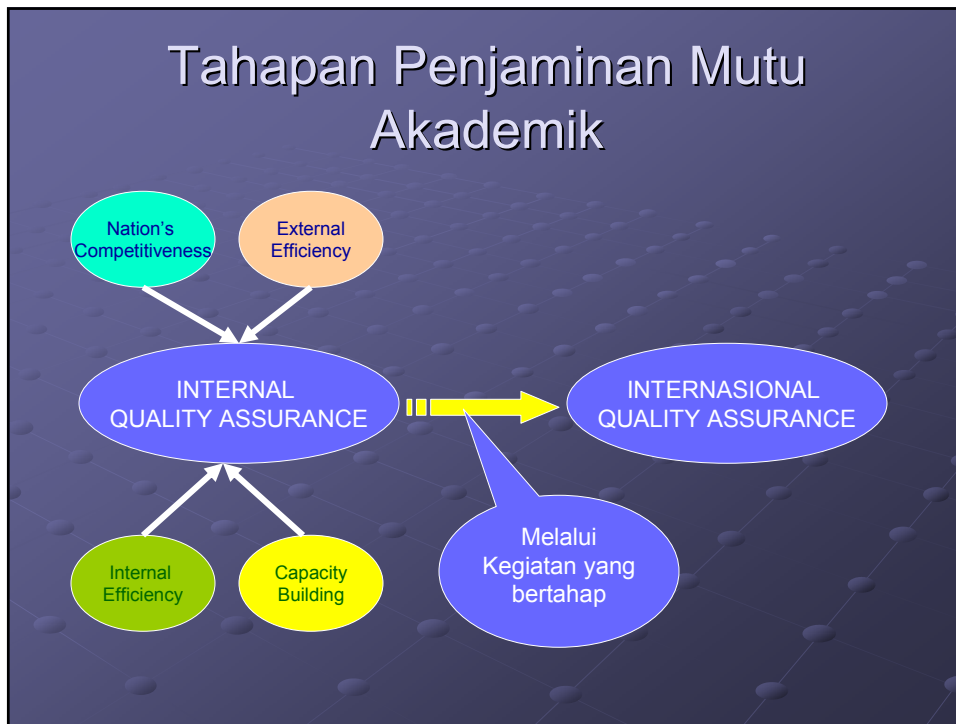 Tahapan Penjaminan Mutu
Akademik
Nation's
Competitiveness
External
Efficiency
INTERNAL
QUALITY ASSURANCE
INTERNASIONAL
QUALITY ASSURANCE
Melalui
Kegiatan yang
bertahap
Internal
Efficiency
Capacity
Building